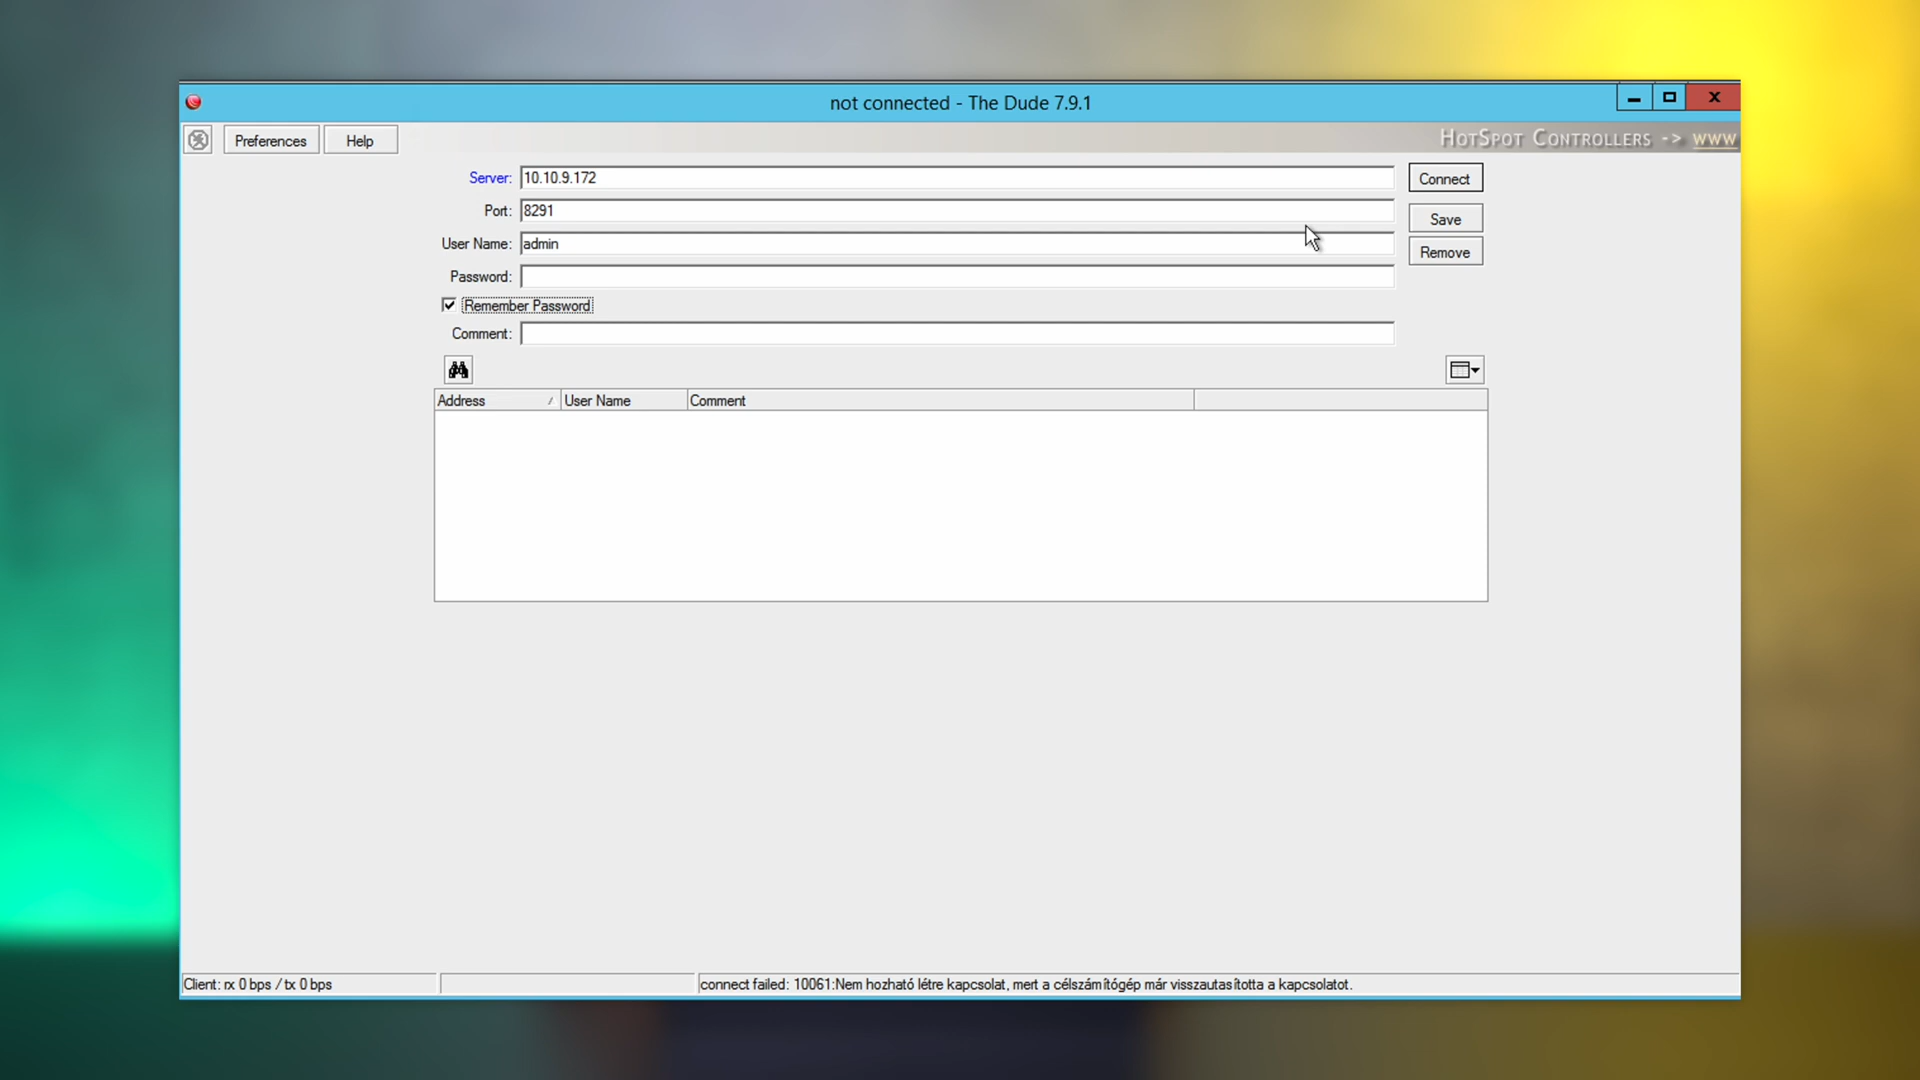 not connected - The Dude 7.9.1
Preferences
Help
HotSpot Controllers -> www
Server: 10.10.9.172
Connect
Port: 8291
Save
User Name: admin
Remove
Password:
Remember Password
Comment:
Address User Name Comment
Client: rx 0 bps / tx 0 bps
connect failed: 10061:Nem hozható létre kapcsolat, mert a célszámítógép már visszautasította a kapcsolatot.